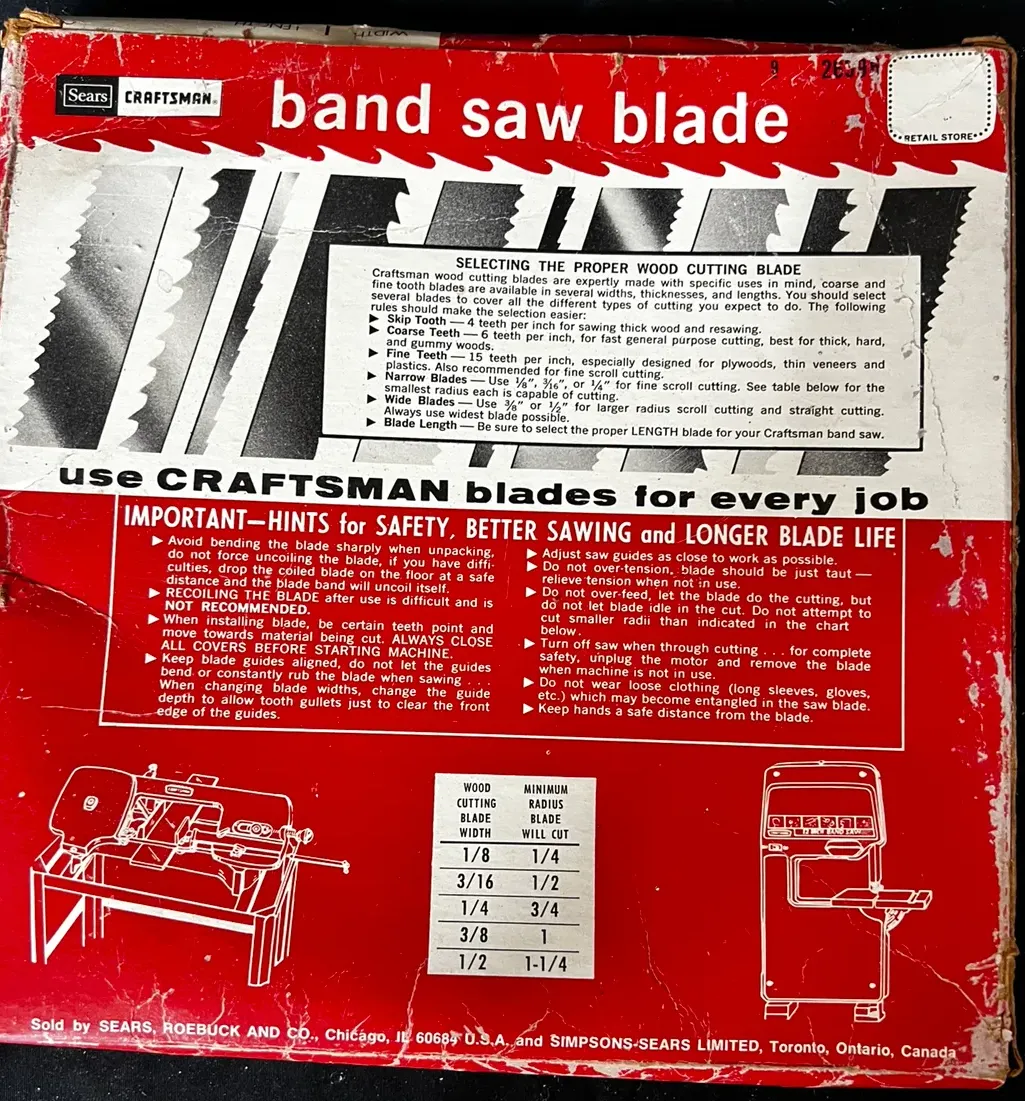 WIDTH
LENGTH
9
Sears CRAFTSMAN®
band saw blade
RETAIL STORE
SELECTING THE PROPER WOOD CUTTING BLADE
Craftsman wood cutting blades are expertly made with specific uses in mind, coarse and
fine tooth blades are available in several widths, thicknesses, and lengths. You should select
several blades to cover all the different types of cutting you expect to do. The following
rules should make the selection easier:
▶ Skip Tooth — 4 teeth per inch for sawing thick wood and resawing.
▶ Coarse Teeth — 6 teeth per inch, for fast general purpose cutting, best for thick, hard,
and gummy woods.
▶ Fine Teeth — 15 teeth per inch, especially designed for plywoods, thin veneers and
plastics. Also recommended for fine scroll cutting.
▶ Narrow Blades — Use 1/8", 3/16", or 1/4" for fine scroll cutting. See table below for the
smallest radius each is capable of cutting.
▶ Wide Blades — Use 3/8" or 1/2" for larger radius scroll cutting and straight cutting.
Always use widest blade possible.
▶ Blade Length — Be sure to select the proper LENGTH blade for your Craftsman band saw.
use CRAFTSMAN blades for every job
IMPORTANT—HINTS for SAFETY, BETTER SAWING and LONGER BLADE LIFE
▶ Avoid bending the blade sharply when unpacking,
do not force uncoiling the blade, if you have diffi-
culties, drop the coiled blade on the floor at a safe
distance and the blade band will uncoil itself.
▶ RECOILING THE BLADE after use is difficult and is
NOT RECOMMENDED.
▶ When installing blade, be certain teeth point and
move towards material being cut. ALWAYS CLOSE
ALL COVERS BEFORE STARTING MACHINE.
▶ Keep blade guides aligned, do not let the guides
bend or constantly rub the blade when sawing . . .
When changing blade widths, change the guide
depth to allow tooth gullets just to clear the front
edge of the guides.
▶ Adjust saw guides as close to work as possible.
▶ Do not over-tension, blade should be just taut —
relieve tension when not in use.
▶ Do not over-feed, let the blade do the cutting, but
do not let blade idle in the cut. Do not attempt to
cut smaller radii than indicated in the chart
below.
▶ Turn off saw when through cutting . . . for complete
safety, unplug the motor and remove the blade
when machine is not in use.
▶ Do not wear loose clothing (long sleeves, gloves,
etc.) which may become entangled in the saw blade.
▶ Keep hands a safe distance from the blade.
WOOD CUTTING BLADE WIDTH MINIMUM RADIUS BLADE WILL CUT
1/8 1/4
3/16 1/2
1/4 3/4
3/8 1
1/2 1-1/4
12 INCH BAND SAW
Sold by SEARS, ROEBUCK AND CO., Chicago, IL 60684 U.S.A. and SIMPSONS-SEARS LIMITED, Toronto, Ontario, Canada